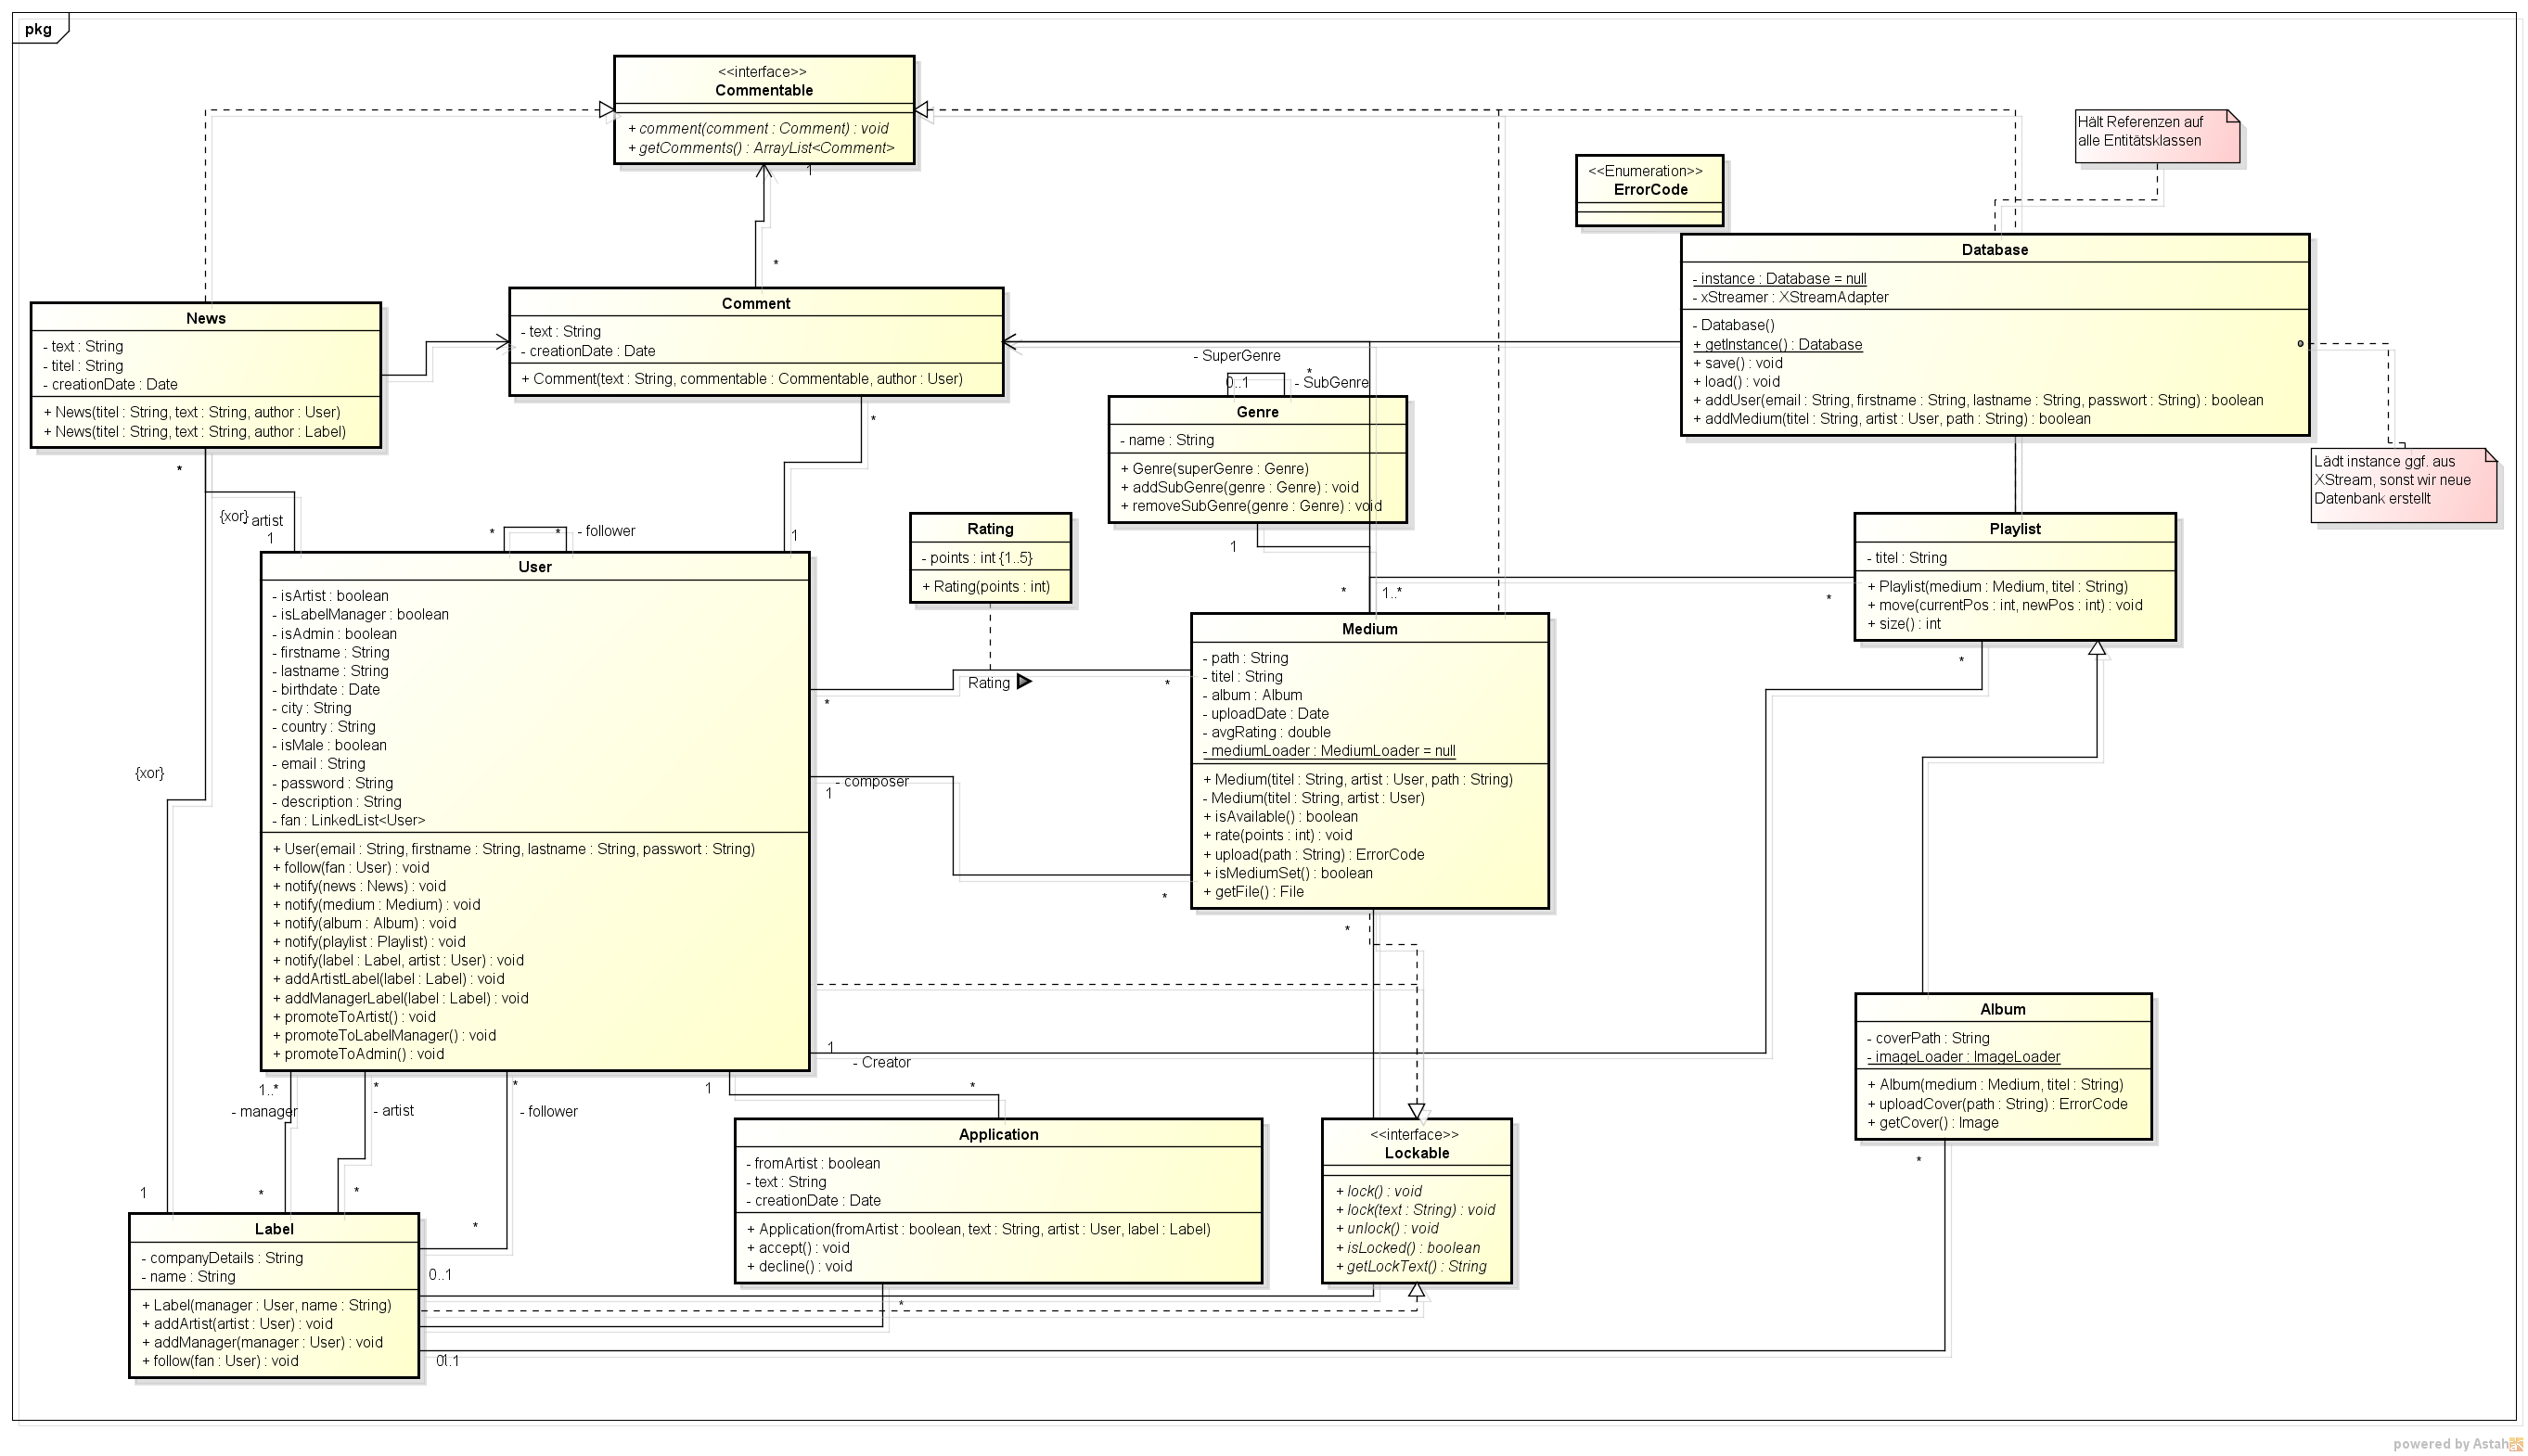 pkg
<<interface>>
Commentable
+ comment(comment : Comment) : void
+ getComments() : ArrayList<Comment>
1
*
Hält Referenzen auf
alle Entitätsklassen
<<Enumeration>>
ErrorCode
Database
- instance : Database = null
- xStreamer : XStreamAdapter
- Database()
+ getInstance() : Database
+ save() : void
+ load() : void
+ addUser(email : String, firstname : String, lastname : String, passwort : String) : boolean
+ addMedium(titel : String, artist : User, path : String) : boolean
Lädt instance ggf. aus
XStream, sonst wir neue
Datenbank erstellt
News
- text : String
- titel : String
- creationDate : Date
+ News(titel : String, text : String, author : User)
+ News(titel : String, text : String, author : Label)
*
Comment
- text : String
- creationDate : Date
+ Comment(text : String, commentable : Commentable, author : User)
*
- SuperGenre
0..1
*
- SubGenre
Genre
- name : String
+ Genre(superGenre : Genre)
+ addSubGenre(genre : Genre) : void
+ removeSubGenre(genre : Genre) : void
1
*
1..*
*
{xor}
- artist
1
*
*
- follower
1
Rating
- points : int {1..5}
+ Rating(points : int)
Rating
*
*
Playlist
- titel : String
+ Playlist(medium : Medium, titel : String)
+ move(currentPos : int, newPos : int) : void
+ size() : int
*
User
- isArtist : boolean
- isLabelManager : boolean
- isAdmin : boolean
- firstname : String
- lastname : String
- birthdate : Date
- city : String
- country : String
- isMale : boolean
- email : String
- password : String
- description : String
- fan : LinkedList<User>
+ User(email : String, firstname : String, lastname : String, passwort : String)
+ follow(fan : User) : void
+ notify(news : News) : void
+ notify(medium : Medium) : void
+ notify(album : Album) : void
+ notify(playlist : Playlist) : void
+ notify(label : Label, artist : User) : void
+ addArtistLabel(label : Label) : void
+ addManagerLabel(label : Label) : void
+ promoteToArtist() : void
+ promoteToLabelManager() : void
+ promoteToAdmin() : void
{xor}
- composer
1
*
Medium
- path : String
- titel : String
- album : Album
- uploadDate : Date
- avgRating : double
- mediumLoader : MediumLoader = null
+ Medium(titel : String, artist : User, path : String)
- Medium(titel : String, artist : User)
+ isAvailable() : boolean
+ rate(points : int) : void
+ upload(path : String) : ErrorCode
+ isMediumSet() : boolean
+ getFile() : File
*
1
- Creator
Album
- coverPath : String
- imageLoader : ImageLoader
+ Album(medium : Medium, titel : String)
+ uploadCover(path : String) : ErrorCode
+ getCover() : Image
*
1..*
- manager
*
- artist
*
- follower
1
*
1
*
*
*
Application
- fromArtist : boolean
- text : String
- creationDate : Date
+ Application(fromArtist : boolean, text : String, artist : User, label : Label)
+ accept() : void
+ decline() : void
*
<<interface>>
Lockable
+ lock() : void
+ lock(text : String) : void
+ unlock() : void
+ isLocked() : boolean
+ getLockText() : String
Label
- companyDetails : String
- name : String
+ Label(manager : User, name : String)
+ addArtist(artist : User) : void
+ addManager(manager : User) : void
+ follow(fan : User) : void
0..1
0..1
powered by Astah